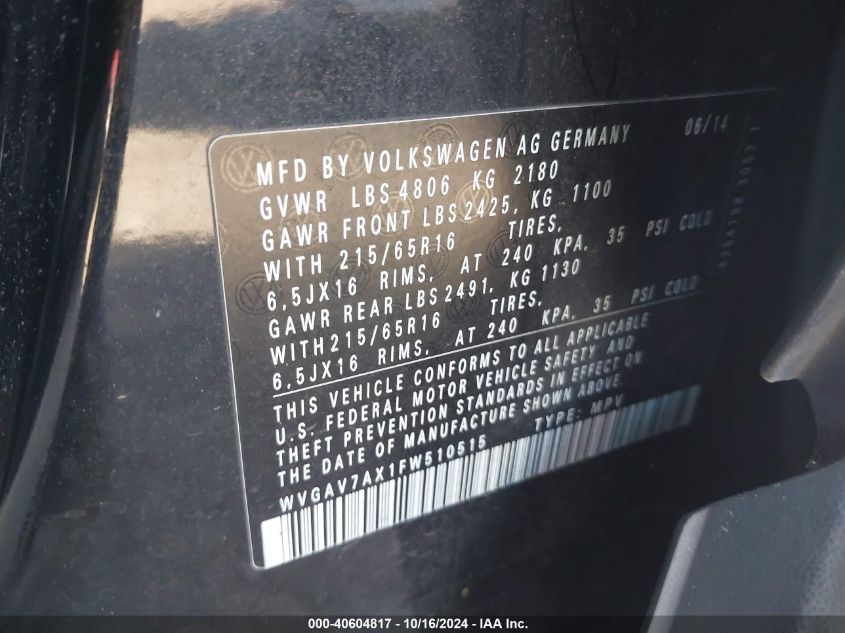 MFD BY VOLKSWAGEN AG GERMANY 06/14
GVWR LBS 4806 KG 2180
GAWR FRONT LBS 2425, KG 1100
WITH 215/65R16 TIRES,
6,5JX16 RIMS, AT 240 KPA, 35 PSI COLD
GAWR REAR LBS 2491, KG 1130
WITH 215/65R16 TIRES,
6,5JX16 RIMS, AT 240 KPA, 35 PSI COLD
THIS VEHICLE CONFORMS TO ALL APPLICABLE
U.S. FEDERAL MOTOR VEHICLE SAFETY AND
THEFT PREVENTION STANDARDS IN EFFECT ON
THE DATE OF MANUFACTURE SHOWN ABOVE.
WVGAV7AX1FW510515 TYPE: MPV
000-40604817 - 10/16/2024 - IAA Inc.